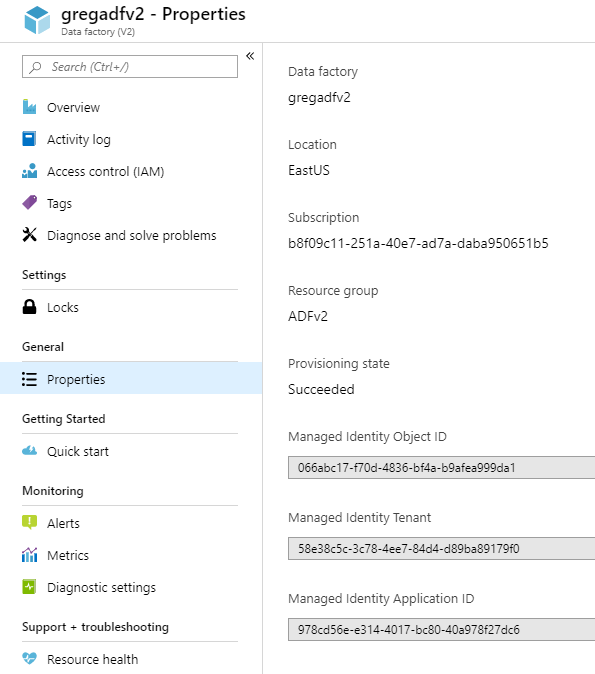 gregadfv2 - Properties
Data factory (V2)
Search (Ctrl+/)
«
Overview
Activity log
Access control (IAM)
Tags
Diagnose and solve problems
Settings
Locks
General
Properties
Getting Started
Quick start
Monitoring
Alerts
Metrics
Diagnostic settings
Support + troubleshooting
Resource health
Data factory
gregadfv2
Location
EastUS
Subscription
b8f09c11-251a-40e7-ad7a-daba950651b5
Resource group
ADFv2
Provisioning state
Succeeded
Managed Identity Object ID
066abc17-f70d-4836-bf4a-b9afea999da1
Managed Identity Tenant
58e38c5c-3c78-4ee7-84d4-d89ba89179f0
Managed Identity Application ID
978cd56e-e314-4017-bc80-40a978f27dc6